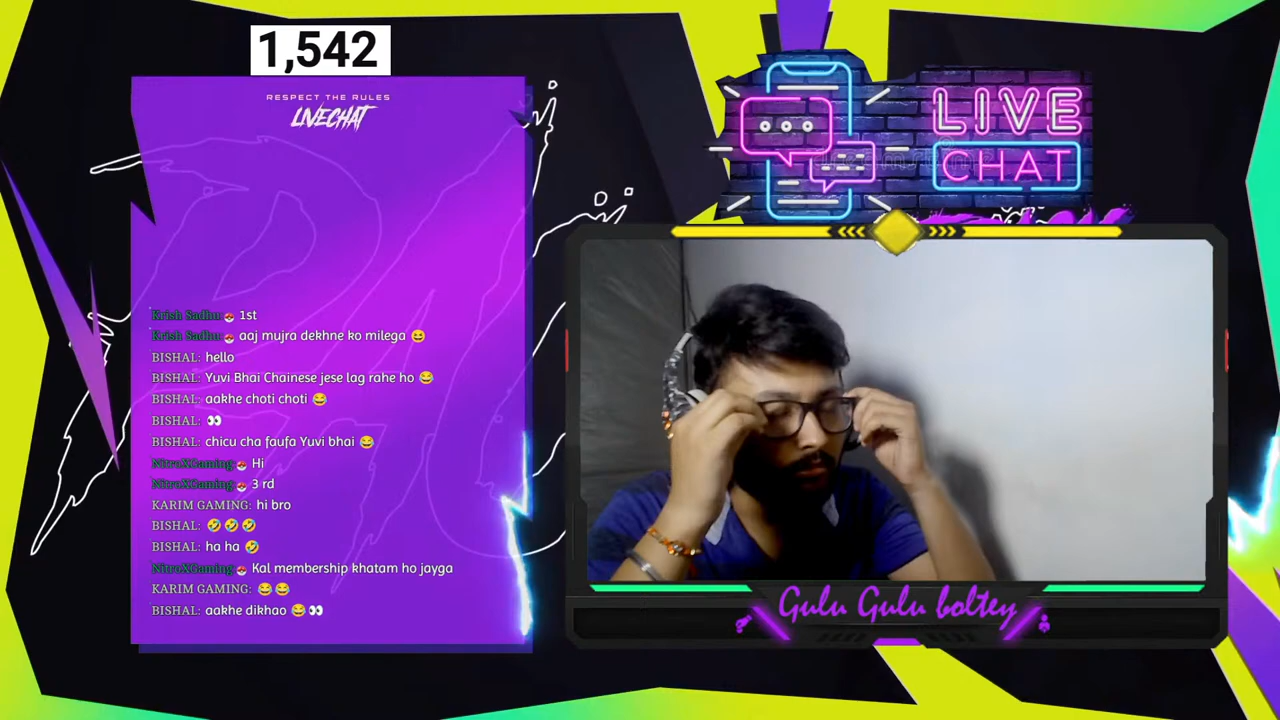 1,542
RESPECT THE RULES
LIVECHAT
LIVE
CHAT
Krish Sadhu: 1st
Krish Sadhu: aaj mujra dekhne ko milega 😆
BISHAL: hello
BISHAL: Yuvi Bhai Chainese jese lag rahe ho 😂
BISHAL: aakhe choti choti 😂
BISHAL: 👀
BISHAL: chicu cha faufa Yuvi bhai 😂
NitroXGaming: Hi
NitroXGaming: 3 rd
KARIM GAMING: hi bro
BISHAL: 🤣🤣🤣
BISHAL: ha ha 🤣
NitroXGaming: Kal membership khatam ho jayga
KARIM GAMING: 😂😂
BISHAL: aakhe dikhao 😂👀
Gulu Gulu boltey